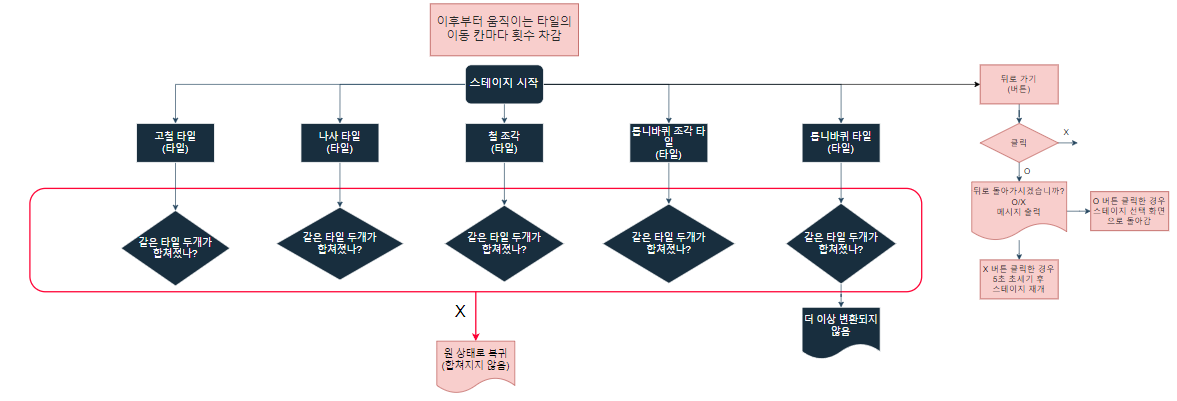 이후부터 움직이는 타일의
이동 칸마다 횟수 차감
스테이지 시작
뒤로 가기
(버튼)
고철 타일
(타일)
나사 타일
(타일)
철 조각
(타일)
톱니바퀴 조각 타
일
(타일)
톱니바퀴 타일
(타일)
클릭
X
O
뒤로 돌아가시겠습니까?
O/X
메시지 출력
O 버튼 클릭한 경우
스테이지 선택 화면
으로 돌아감
X 버튼 클릭한 경우
5초 초세기 후
스테이지 재개
같은 타일 두개가
합쳐졌나?
같은 타일 두개가
합쳐졌나?
같은 타일 두개가
합쳐졌나?
같은 타일 두개가
합쳐졌나?
같은 타일 두개가
합쳐졌나?
X
원 상태로 복귀
(합쳐지지 않음)
더 이상 변환되지
않음